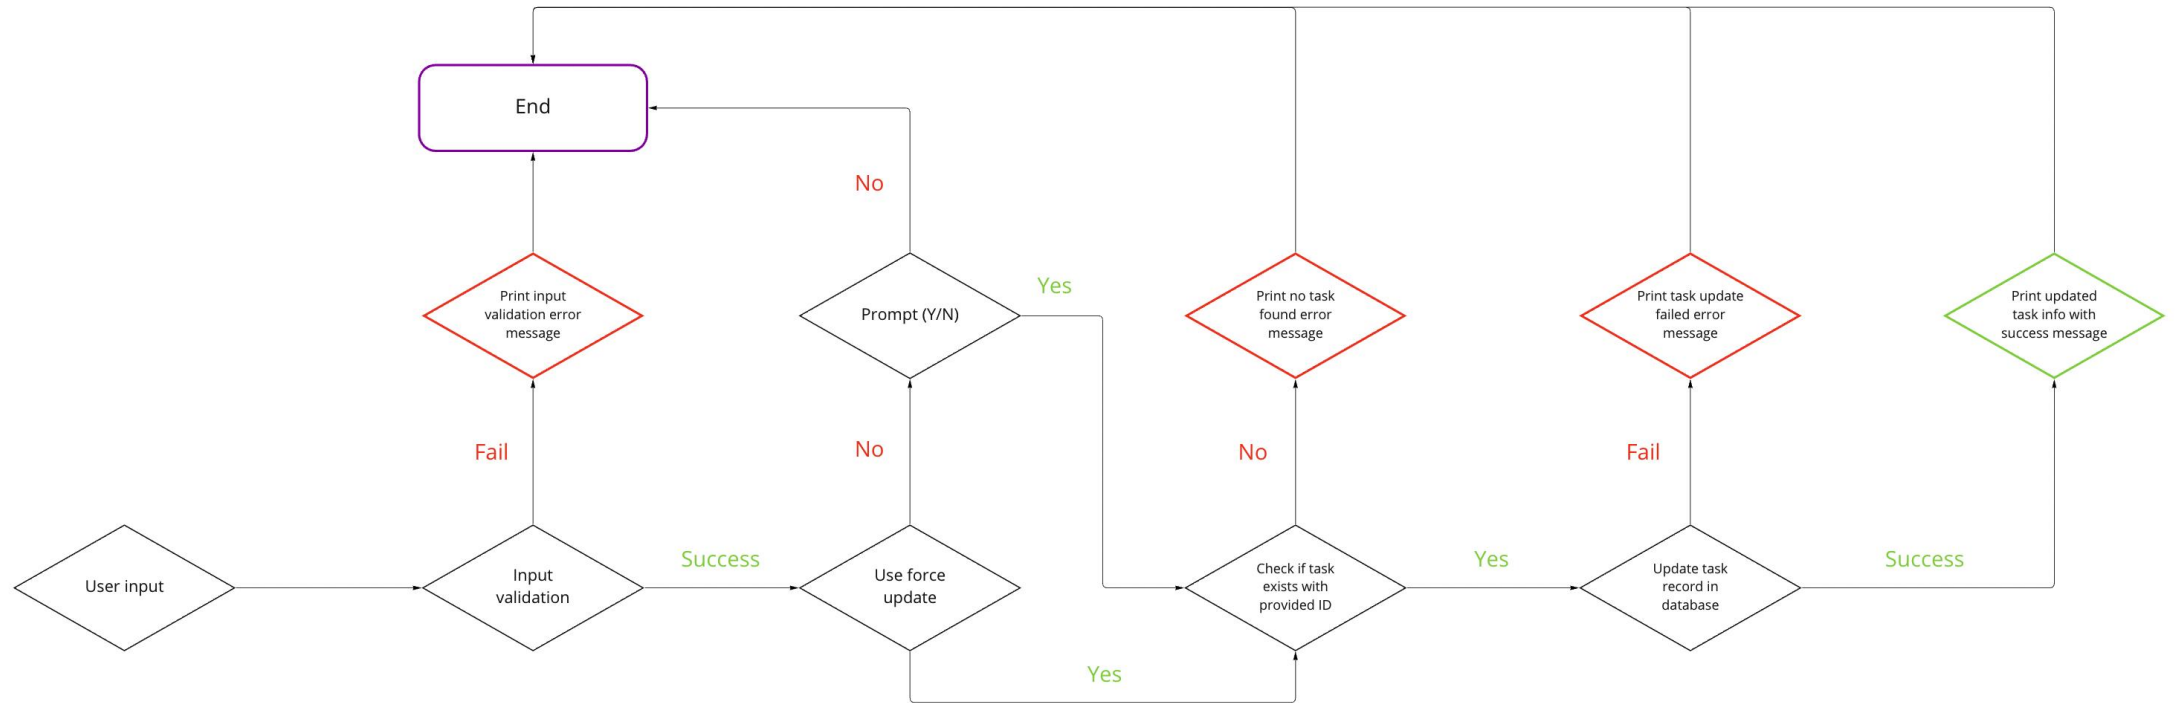 End
No
Print input
validation error
message
Prompt (Y/N)
Yes
Print no task
found error
message
Print task update
failed error
message
Print updated
task info with
success message
Fail
No
No
Fail
User input
Input
validation
Success
Use force
update
Check if task
exists with
provided ID
Yes
Update task
record in
database
Success
Yes